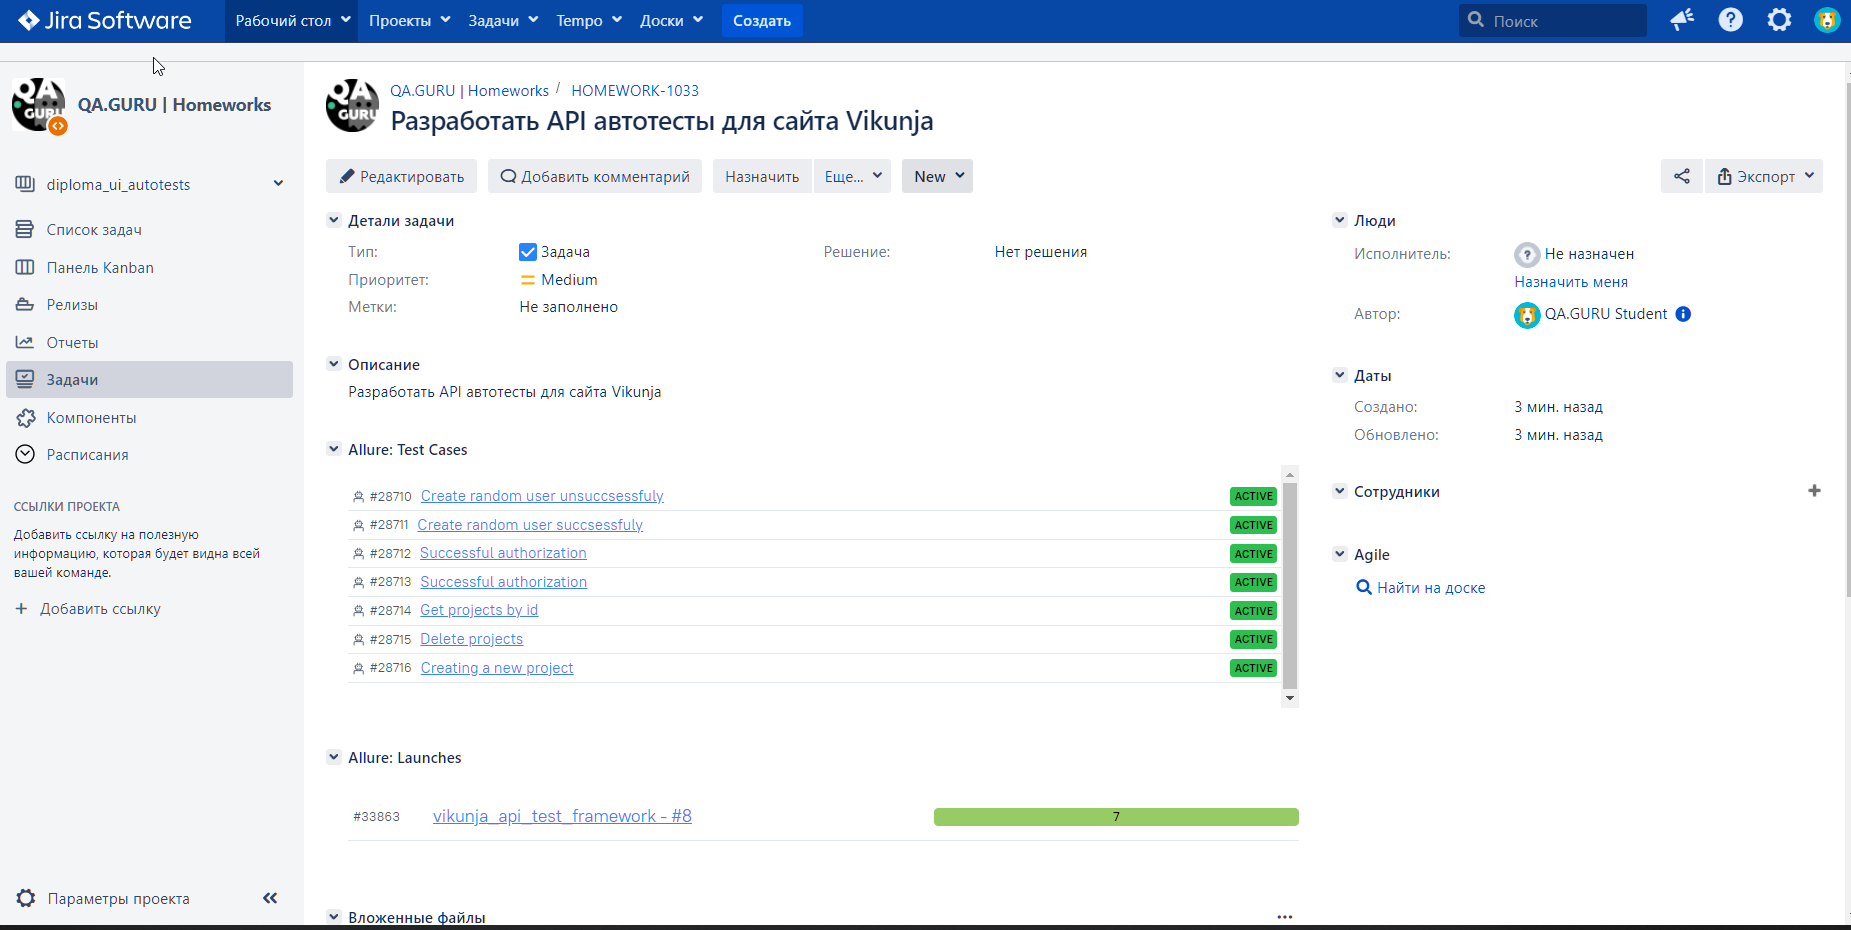 Jira Software
Рабочий стол
Проекты
Задачи
Tempo
Доски
Создать
Поиск
QA GURU
QA.GURU | Homeworks
diploma_ui_autotests
Список задач
Панель Kanban
Релизы
Отчеты
Задачи
Компоненты
Расписания
ССЫЛКИ ПРОЕКТА
Добавить ссылку на полезную
информацию, которая будет видна всей
вашей команде.
+ Добавить ссылку
Параметры проекта
QA GURU
QA.GURU | Homeworks / HOMEWORK-1033
Разработать API автотесты для сайта Vikunja
Редактировать
Добавить комментарий
Назначить
Еще...
New
Экспорт
Детали задачи
Тип: Задача
Решение: Нет решения
Приоритет: Medium
Метки: Не заполнено
Описание
Разработать API автотесты для сайта Vikunja
Allure: Test Cases
#28710 Create random user unsuccsessfuly ACTIVE
#28711 Create random user succsessfuly ACTIVE
#28712 Successful authorization ACTIVE
#28713 Successful authorization ACTIVE
#28714 Get projects by id ACTIVE
#28715 Delete projects ACTIVE
#28716 Creating a new project ACTIVE
Allure: Launches
#33863 vikunja_api_test_framework - #8 7
Вложенные файлы
Люди
Исполнитель: Не назначен
Назначить меня
Автор: QA.GURU Student
Даты
Создано: 3 мин. назад
Обновлено: 3 мин. назад
Сотрудники
Agile
Найти на доске